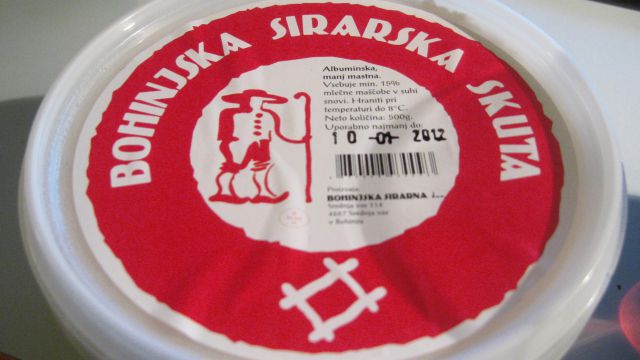 BOHINJSKA SIRARSKA SKUTA
Albuminska,
manj mastna.
Vsebuje min. 15%
mlečne maščobe v suhi
snovi. Hraniti pri
temperaturi do 8°C.
Neto količina: 500g.
Uporabno najmanj do:
10 -01- 2012
Proizvaja:
BOHINJSKA SIRARNA
Srednja vas 114
4267 Srednja vas
v Bohinju